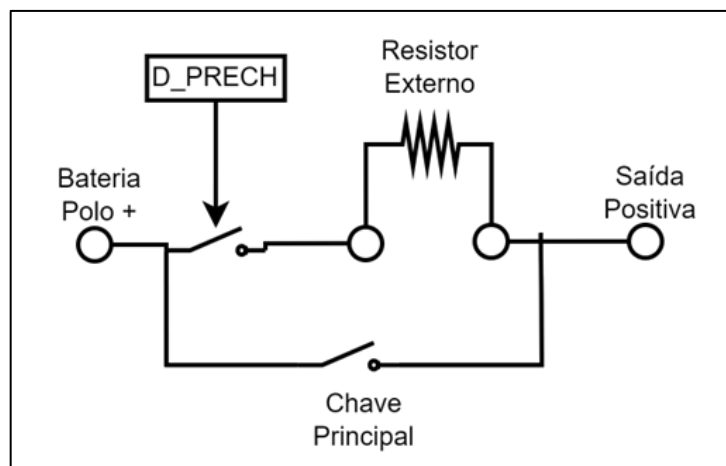 D_PRECH
Resistor
Externo
Bateria
Polo +
Saída
Positiva
Chave
Principal